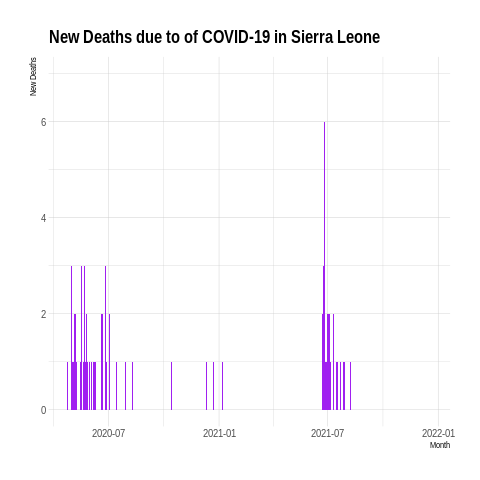 New Deaths due to of COVID-19 in Sierra Leone
New Deaths
6
4
2
0
2020-07
2021-01
2021-07
2022-01
Month